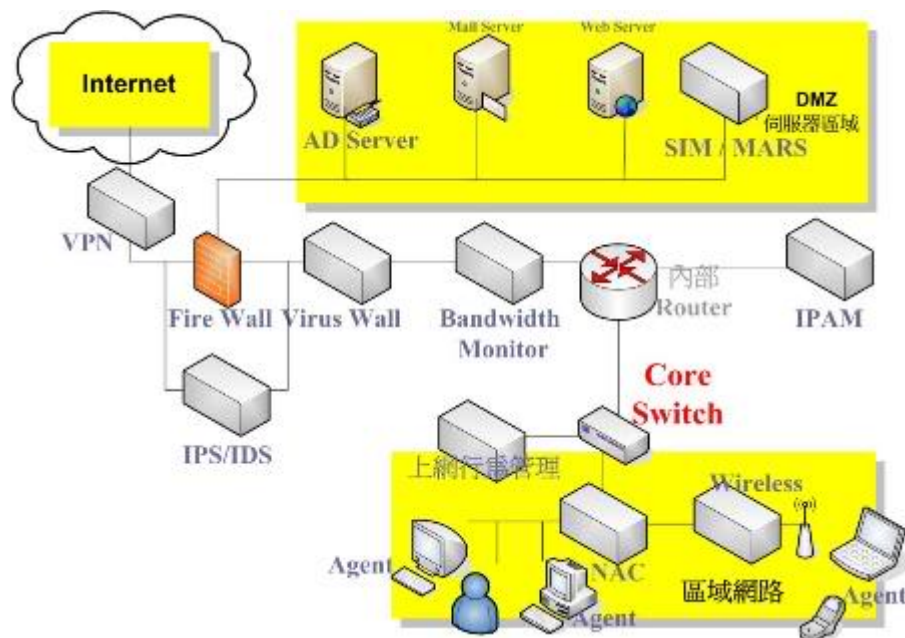 Internet
Mail Server
Web Server
AD Server
DMZ
伺服器區域
SIM / MARS
VPN
Fire Wall
Virus Wall
Bandwidth
Monitor
內部
Router
IPAM
IPS/IDS
Core
Switch
上網行為管理
Wireless
Agent
NAC
Agent
區域網路
Agent